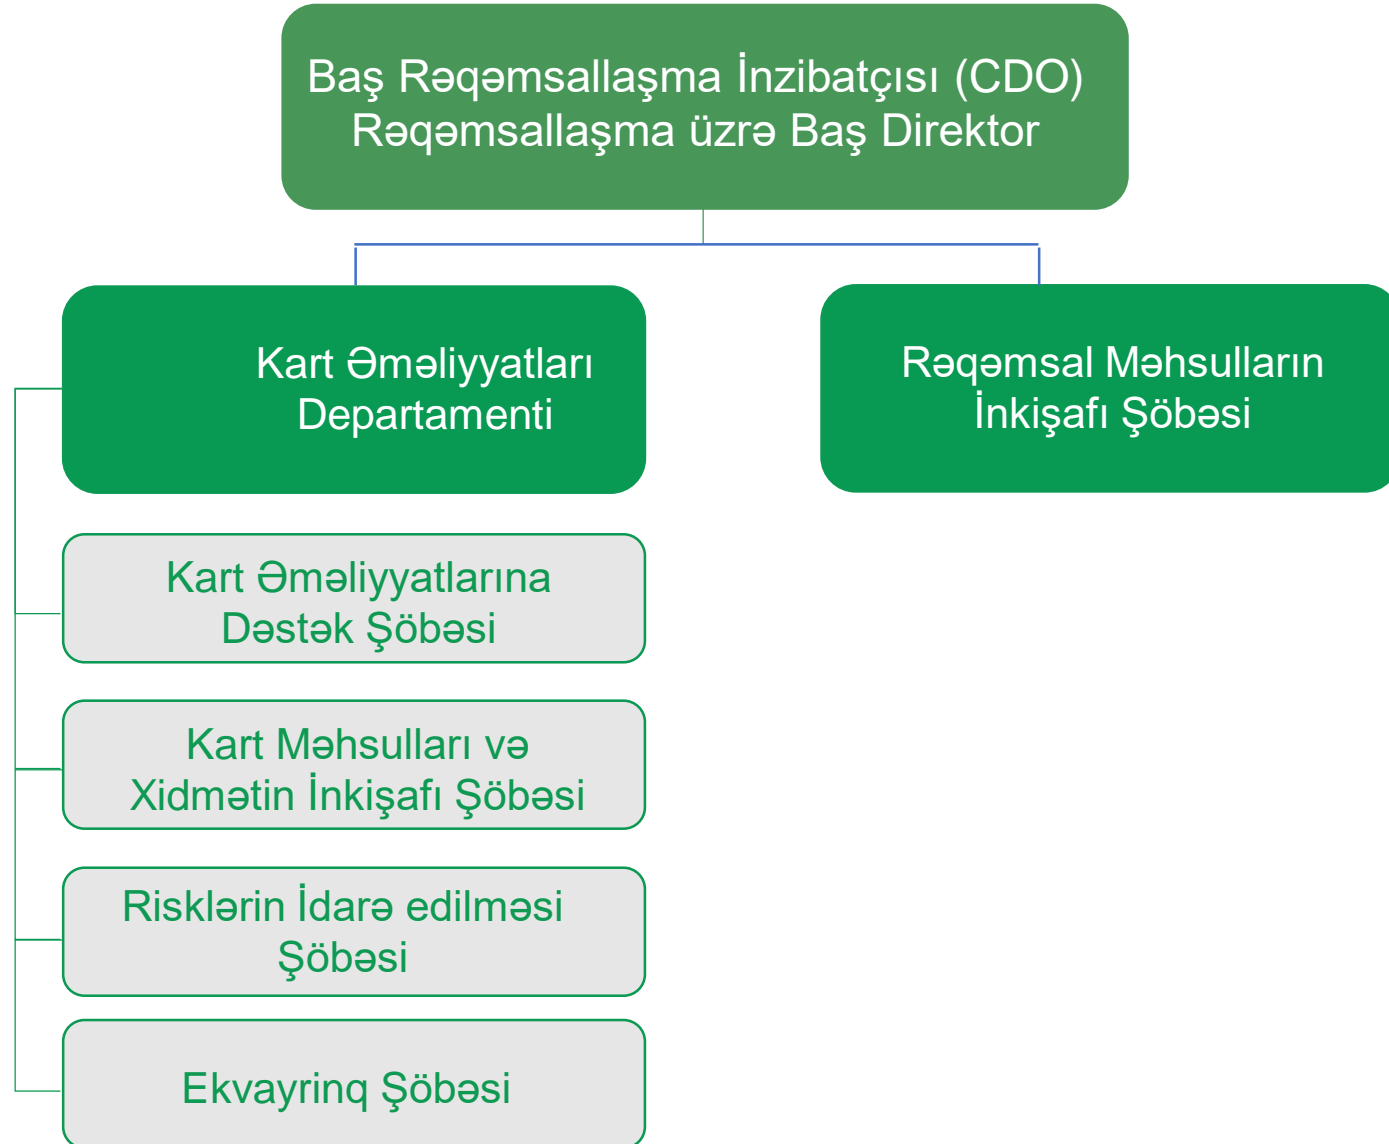 Baş Rəqəmsallaşma İnzibatçısı (CDO)
Rəqəmsallaşma üzrə Baş Direktor
Kart Əməliyyatları
Departamenti
Rəqəmsal Məhsulların
İnkişafı Şöbəsi
Kart Əməliyyatlarına
Dəstək Şöbəsi
Kart Məhsulları və
Xidmətin İnkişafı Şöbəsi
Risklərin İdarə edilməsi
Şöbəsi
Ekvayrinq Şöbəsi